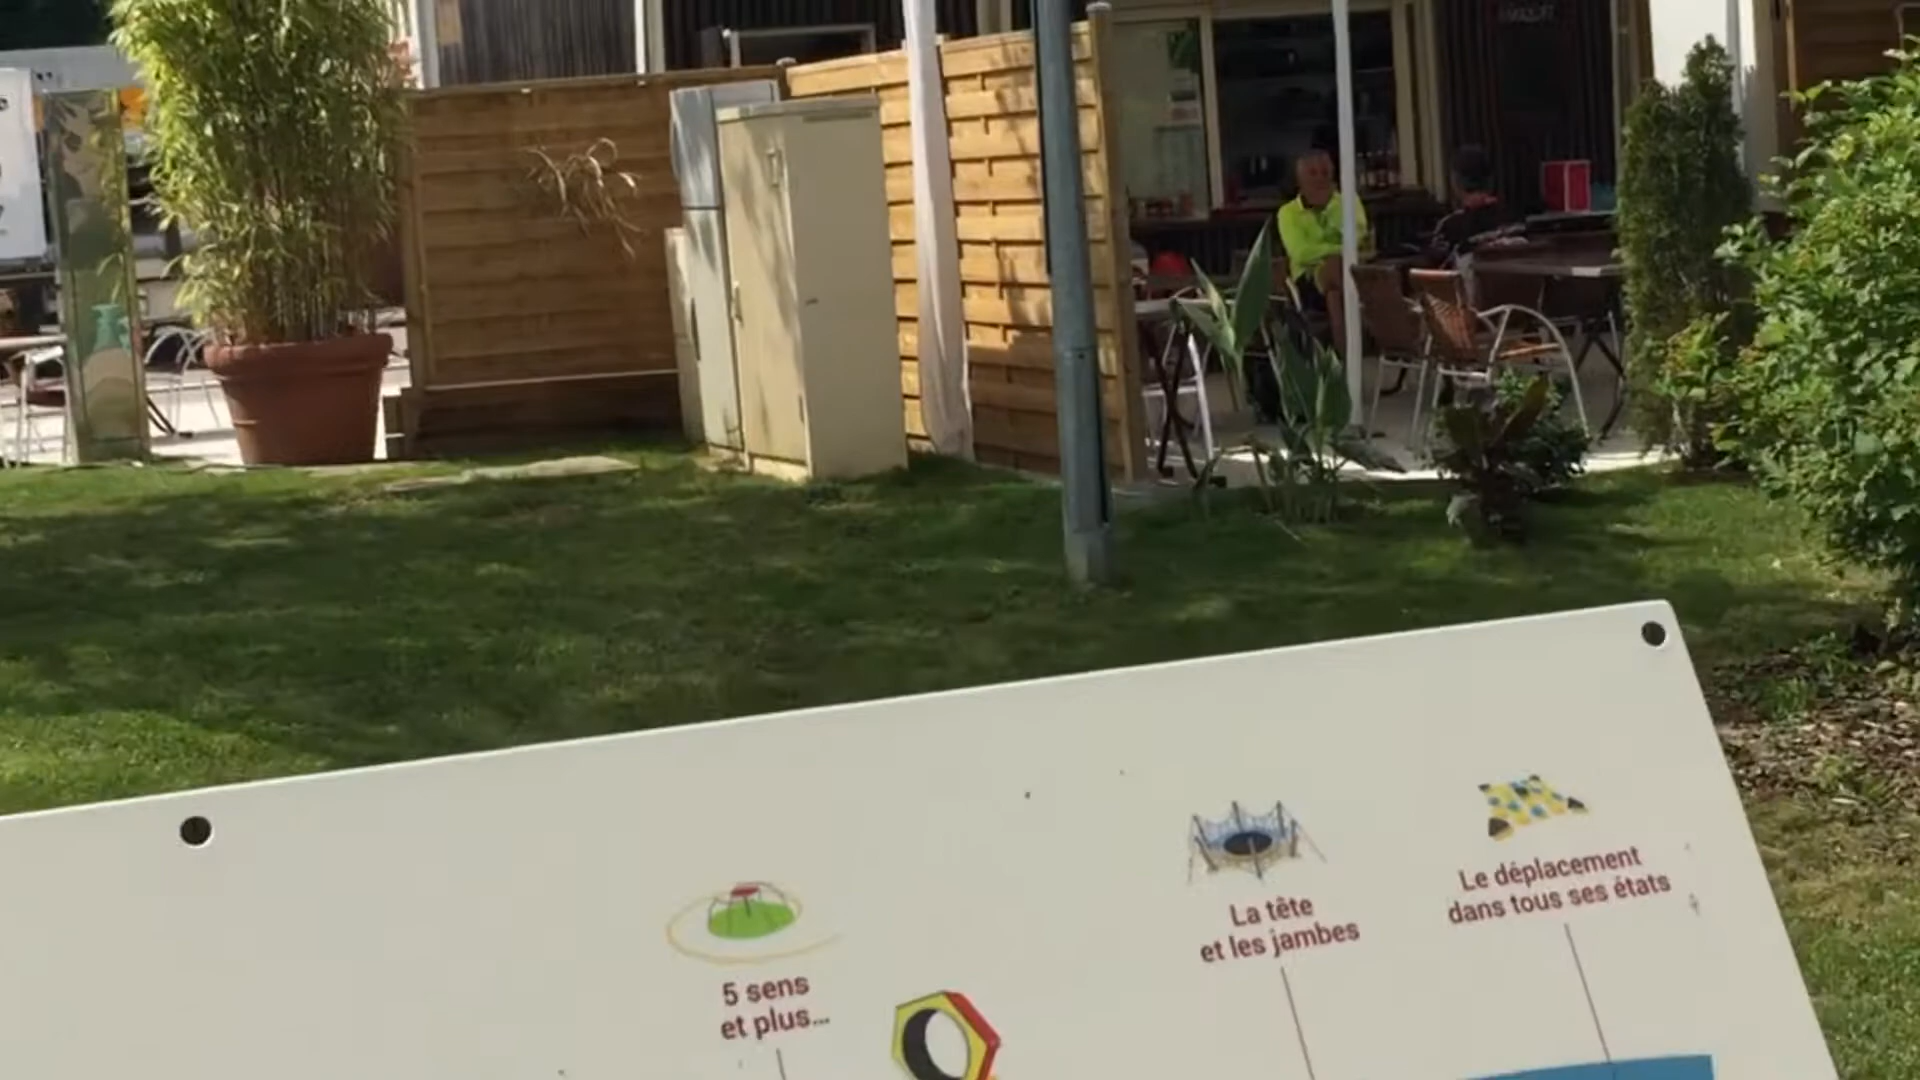 5 sens
et plus...
La tête
et les jambes
Le déplacement
dans tous ses états